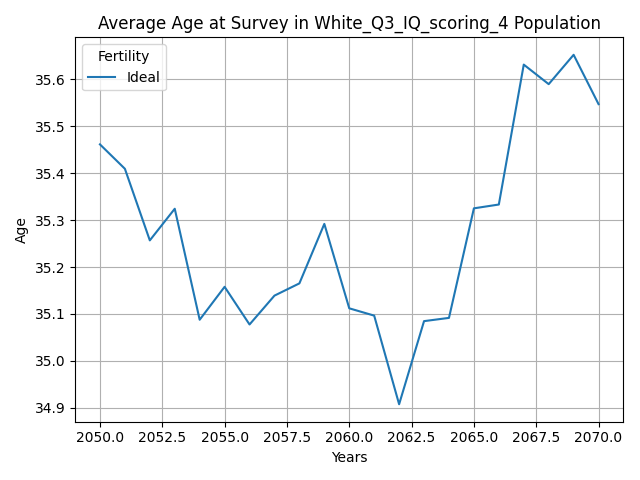 Average Age at Survey in White_Q3_IQ_scoring_4 Population
Fertility
Ideal
35.6
35.5
35.4
35.3
35.2
35.1
35.0
34.9
Age
2050.0 2052.5 2055.0 2057.5 2060.0 2062.5 2065.0 2067.5 2070.0
Years